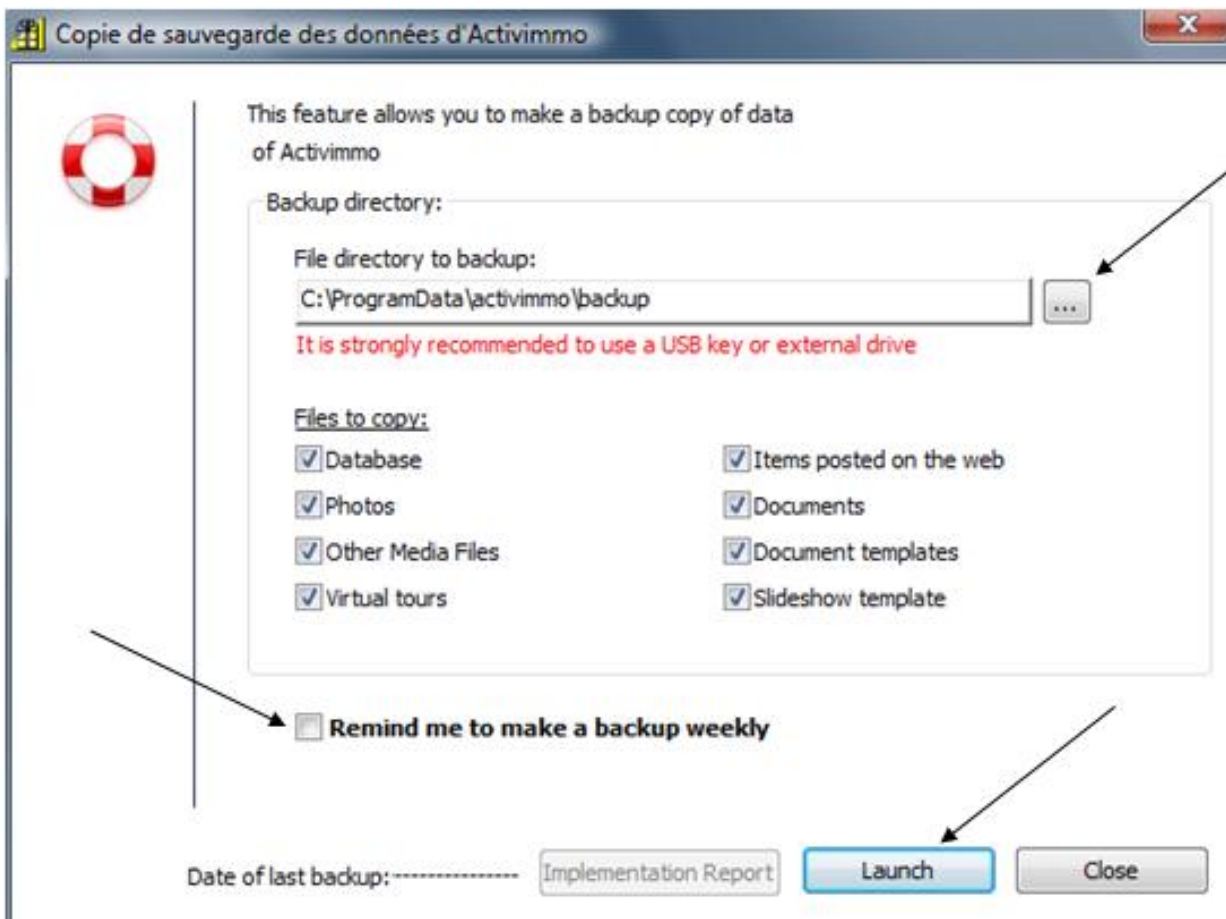 Copie de sauvegarde des données d'Activimmo
This feature allows you to make a backup copy of data
of Activimmo
Backup directory:
File directory to backup:
C:\ProgramData\activimmo\backup
...
It is strongly recommended to use a USB key or external drive
Files to copy:
Database
Items posted on the web
Photos
Documents
Other Media Files
Document templates
Virtual tours
Slideshow template
Remind me to make a backup weekly
Date of last backup:---------------
Implementation Report
Launch
Close